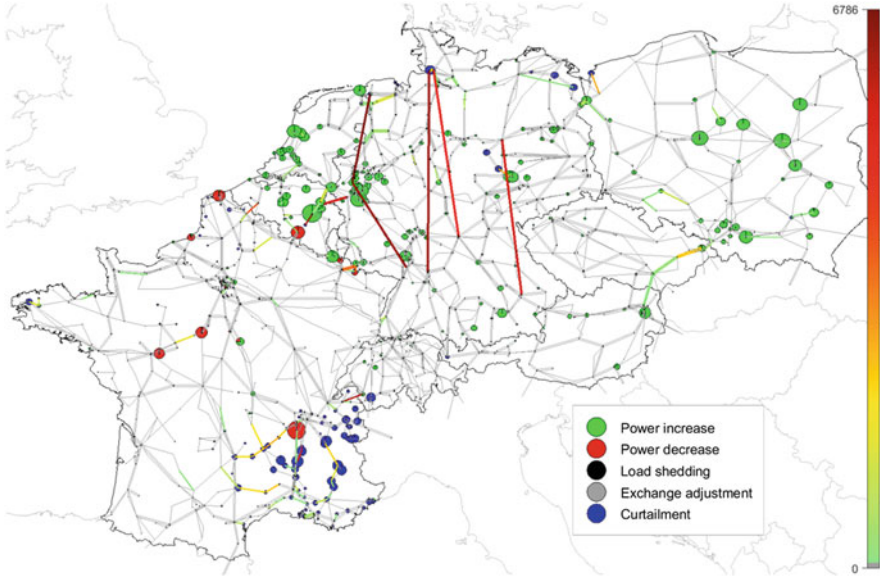 6786
Power increase
Power decrease
Load shedding
Exchange adjustment
Curtailment
0